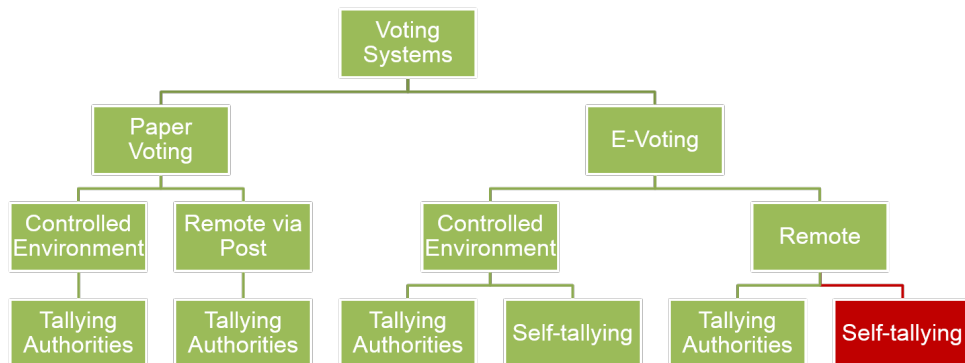 Voting
Systems
Paper
Voting
E-Voting
Controlled
Environment
Remote via
Post
Controlled
Environment
Remote
Tallying
Authorities
Tallying
Authorities
Tallying
Authorities
Self-tallying
Tallying
Authorities
Self-tallying